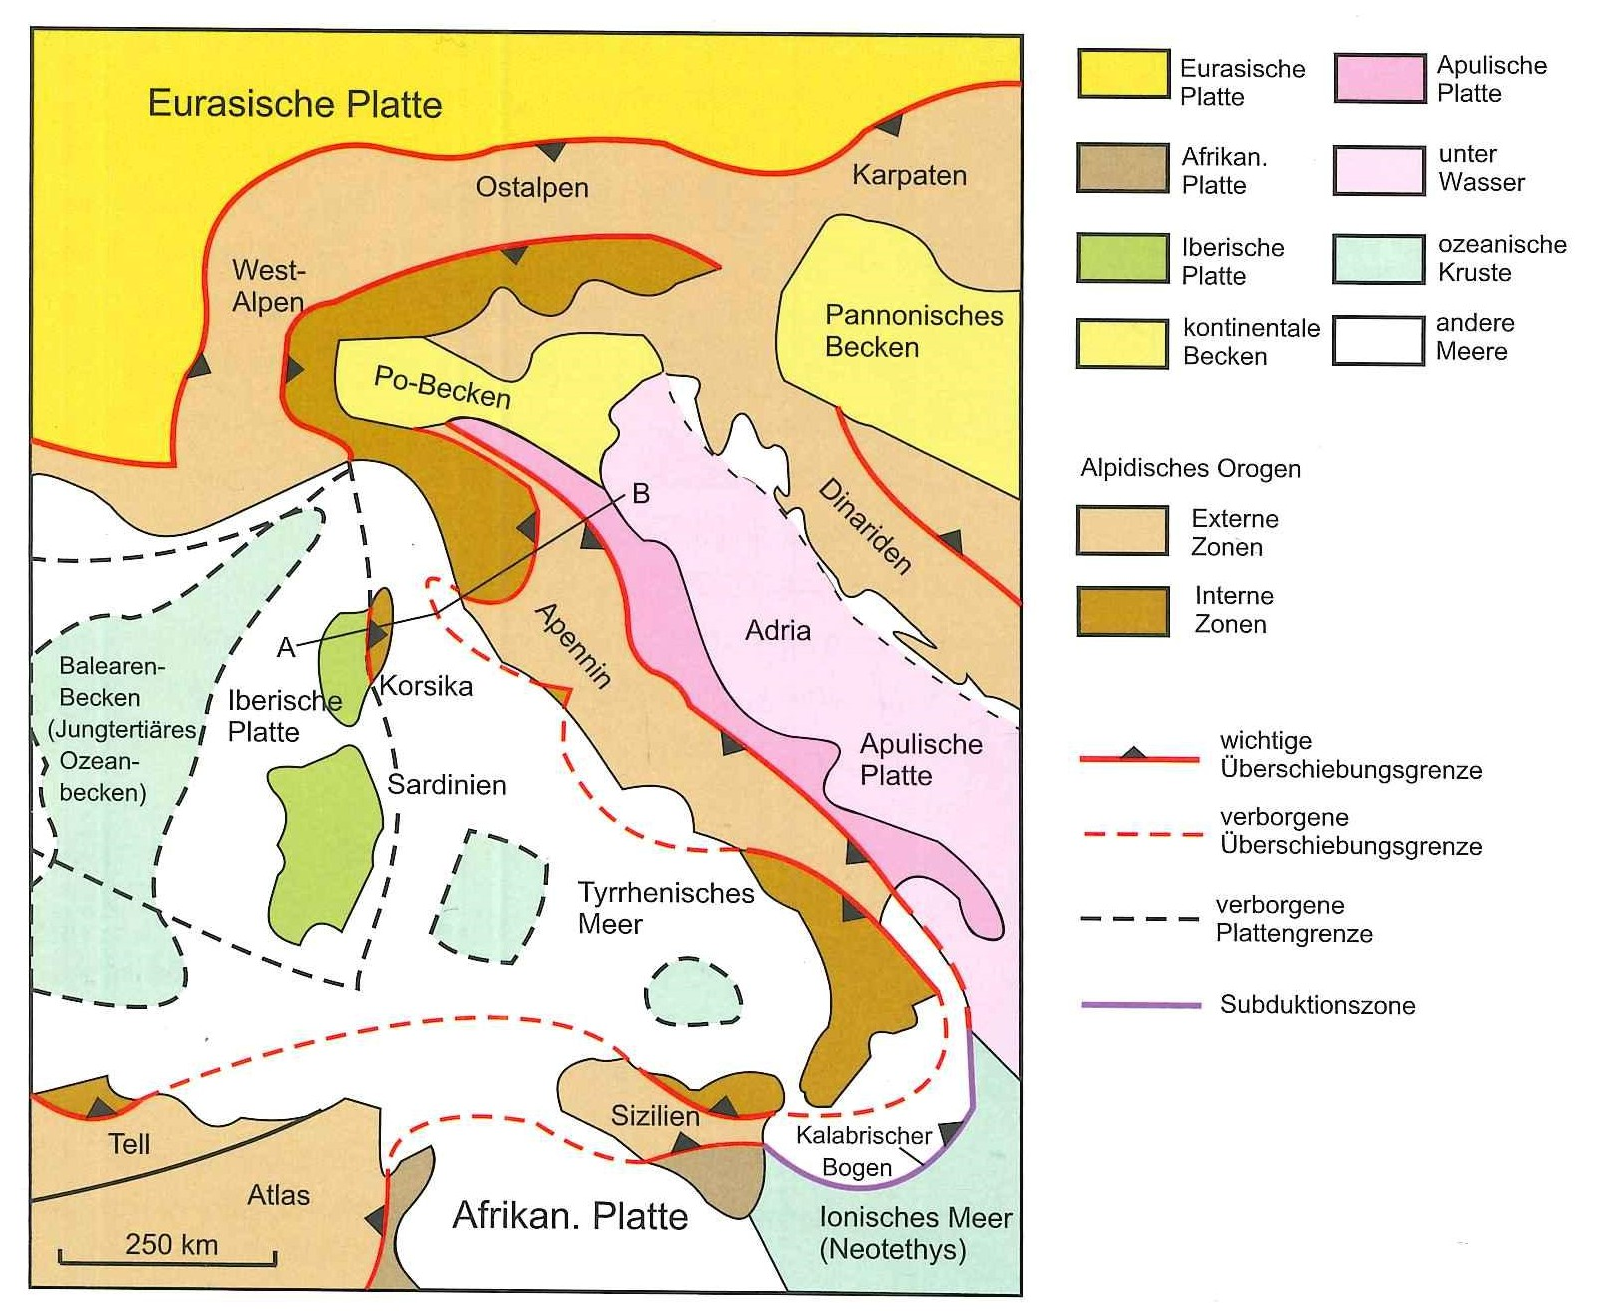 Eurasische Platte
Ostalpen
Karpaten
West-
Alpen
Pannonisches
Becken
Po-Becken
B
Dinariden
Apennin
Adria
A
Korsika
Balearen-
Becken
(Jungtertiäres
Ozean-
becken)
Iberische
Platte
Sardinien
Apulische
Platte
Tyrrhenisches
Meer
Sizilien
Kalabrischer
Bogen
Tell
Atlas
Afrikan. Platte
Ionisches Meer
(Neotethys)
250 km
Eurasische
Platte
Apulische
Platte
Afrikan.
Platte
unter
Wasser
Iberische
Platte
ozeanische
Kruste
kontinentale
Becken
andere
Meere
Alpidisches Orogen
Externe
Zonen
Interne
Zonen
wichtige
Überschiebungsgrenze
verborgene
Überschiebungsgrenze
verborgene
Plattengrenze
Subduktionszone